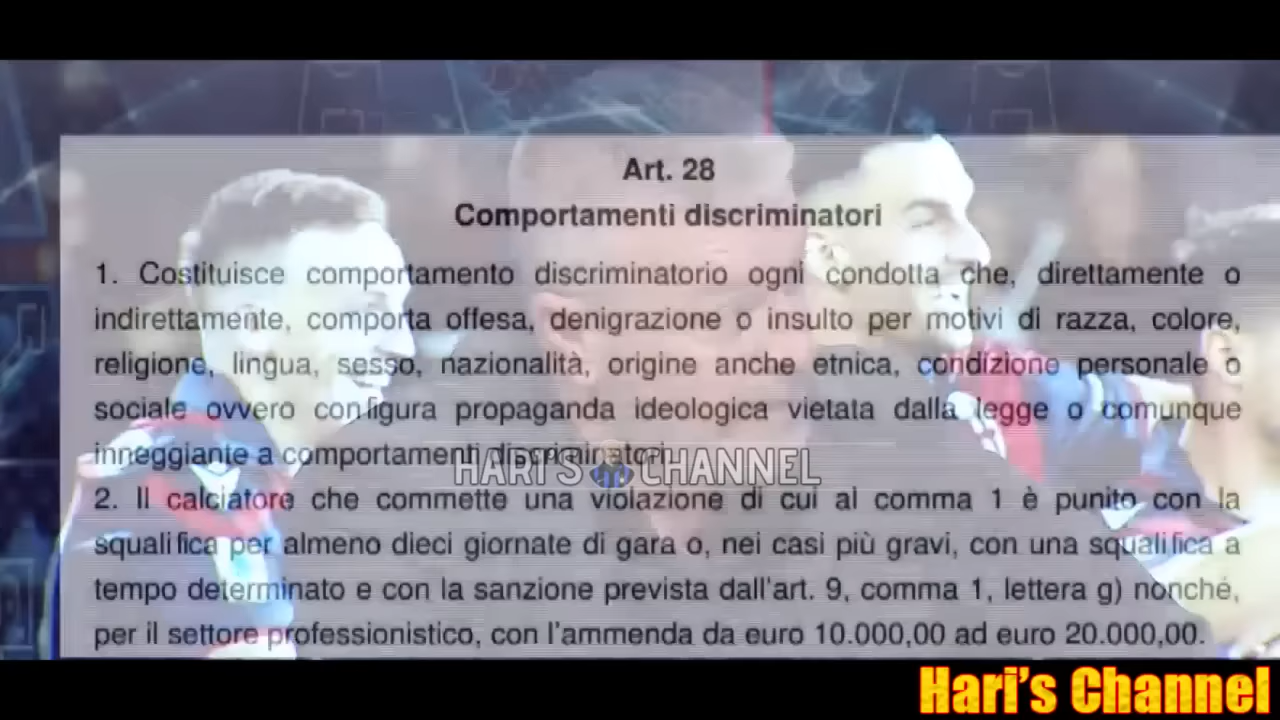 Art. 28
Comportamenti discriminatori
1. Costituisce comportamento discriminatorio ogni condotta che, direttamente o
indirettamente, comporta offesa, denigrazione o insulto per motivi di razza, colore,
religione, lingua, sesso, nazionalità, origine anche etnica, condizione personale o
sociale ovvero configura propaganda ideologica vietata dalla legge o comunque
inneggiante a comportamenti discriminatori.
HARI'S CHANNEL
2. Il calciatore che commette una violazione di cui al comma 1 è punito con la
squalifica per almeno dieci giornate di gara o, nei casi più gravi, con una squalifica a
tempo determinato e con la sanzione prevista dall'art. 9, comma 1, lettera g) nonché,
per il settore professionistico, con l'ammenda da euro 10.000,00 ad euro 20.000,00.
Hari's Channel